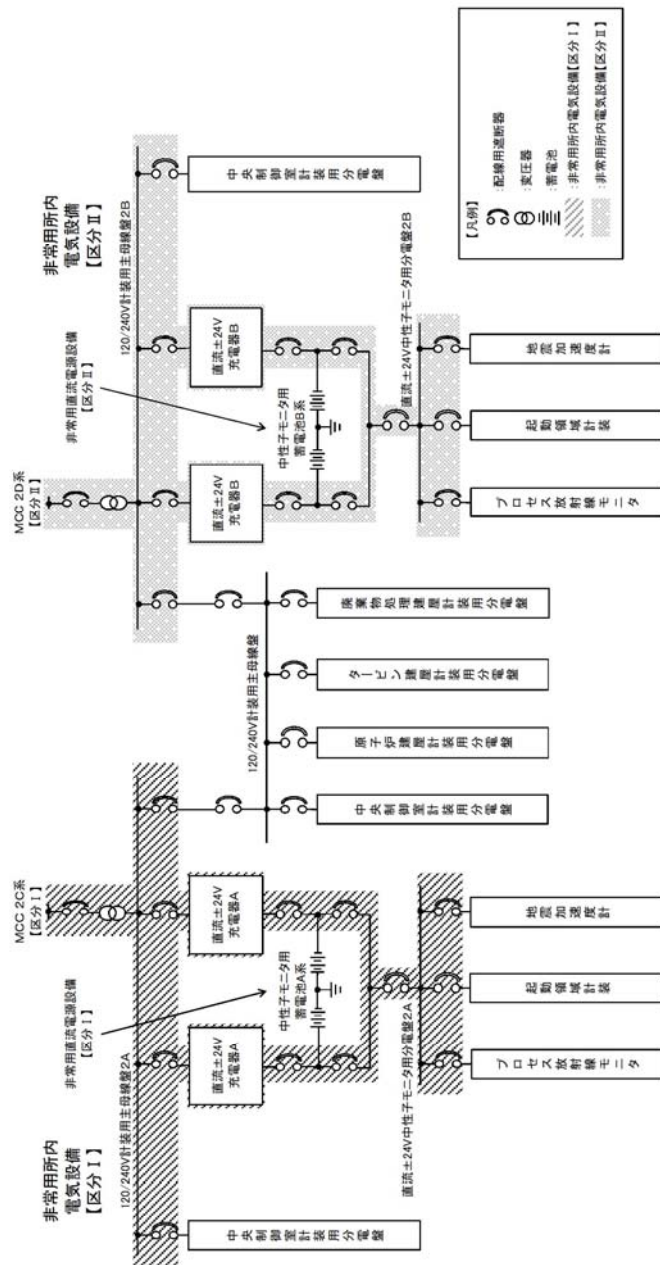 非常用所内
電気設備
【区分Ⅰ】
120/240V計装用主母線盤2A
非常用直流電源設備
【区分Ⅰ】
MCC 2C系
【区分Ⅰ】
中央制御室計装用分電盤
直流±24V
充電器A
直流±24V
充電器A
中性子モニタ用
蓄電池A系
直流±24V中性子モニタ用分電盤2A
プロセス放射線モニタ
起動領域計装
地震加速度計
120/240V計装用主母線盤
中央制御室計装用分電盤
原子炉建屋計装用分電盤
タービン建屋計装用分電盤
廃棄物処理建屋計装用分電盤
MCC 2D系
【区分Ⅱ】
非常用直流電源設備
【区分Ⅱ】
非常用所内
電気設備
【区分Ⅱ】
120/240V計装用主母線盤2B
直流±24V
充電器B
直流±24V
充電器B
中性子モニタ用
蓄電池B系
中央制御室計装用分電盤
直流±24V中性子モニタ用分電盤2B
プロセス放射線モニタ
起動領域計装
地震加速度計
【凡例】
:配線用遮断器
:変圧器
:蓄電池
:非常用所内電気設備【区分Ⅰ】
:非常用所内電気設備【区分Ⅱ】